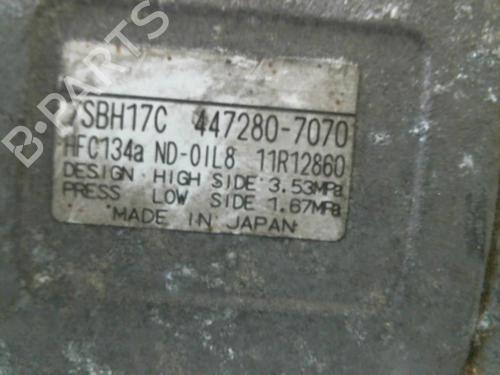 B-PARTS
7SBH17C 447280-7070
HFC134a ND-OIL8 11R12860
DESIGN HIGH SIDE 3.53MPa
PRESS LOW SIDE 1.67MPa
MADE IN JAPAN